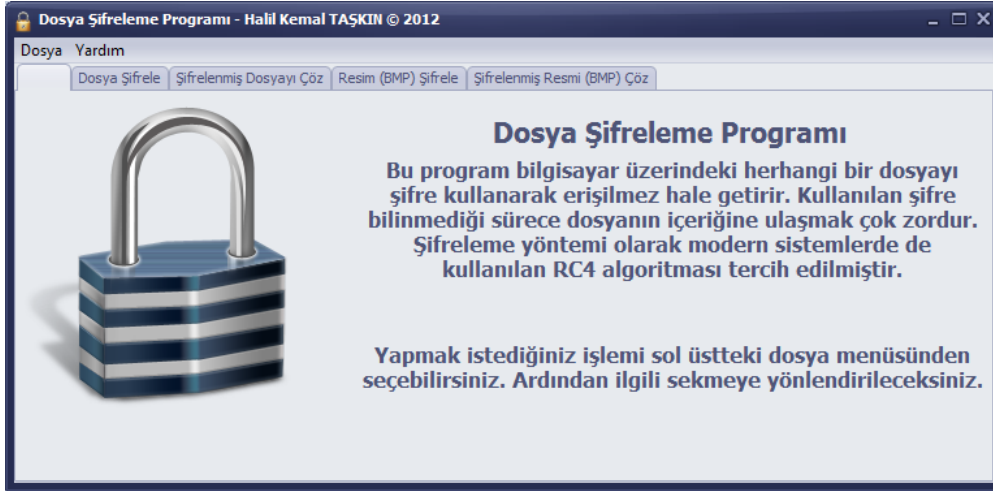 Dosya Şifreleme Programı - Halil Kemal TAŞKIN © 2012
Dosya Yardım
Dosya Şifrele Şifrelenmiş Dosyayı Çöz Resim (BMP) Şifrele Şifrelenmiş Resmi (BMP) Çöz
Dosya Şifreleme Programı
Bu program bilgisayar üzerindeki herhangi bir dosyayı
şifre kullanarak erişilmez hale getirir. Kullanılan şifre
bilinmediği sürece dosyanın içeriğine ulaşmak çok zordur.
Şifreleme yöntemi olarak modern sistemlerde de
kullanılan RC4 algoritması tercih edilmiştir.
Yapmak istediğiniz işlemi sol üstteki dosya menüsünden
seçebilirsiniz. Ardından ilgili sekmeye yönlendirileceksiniz.